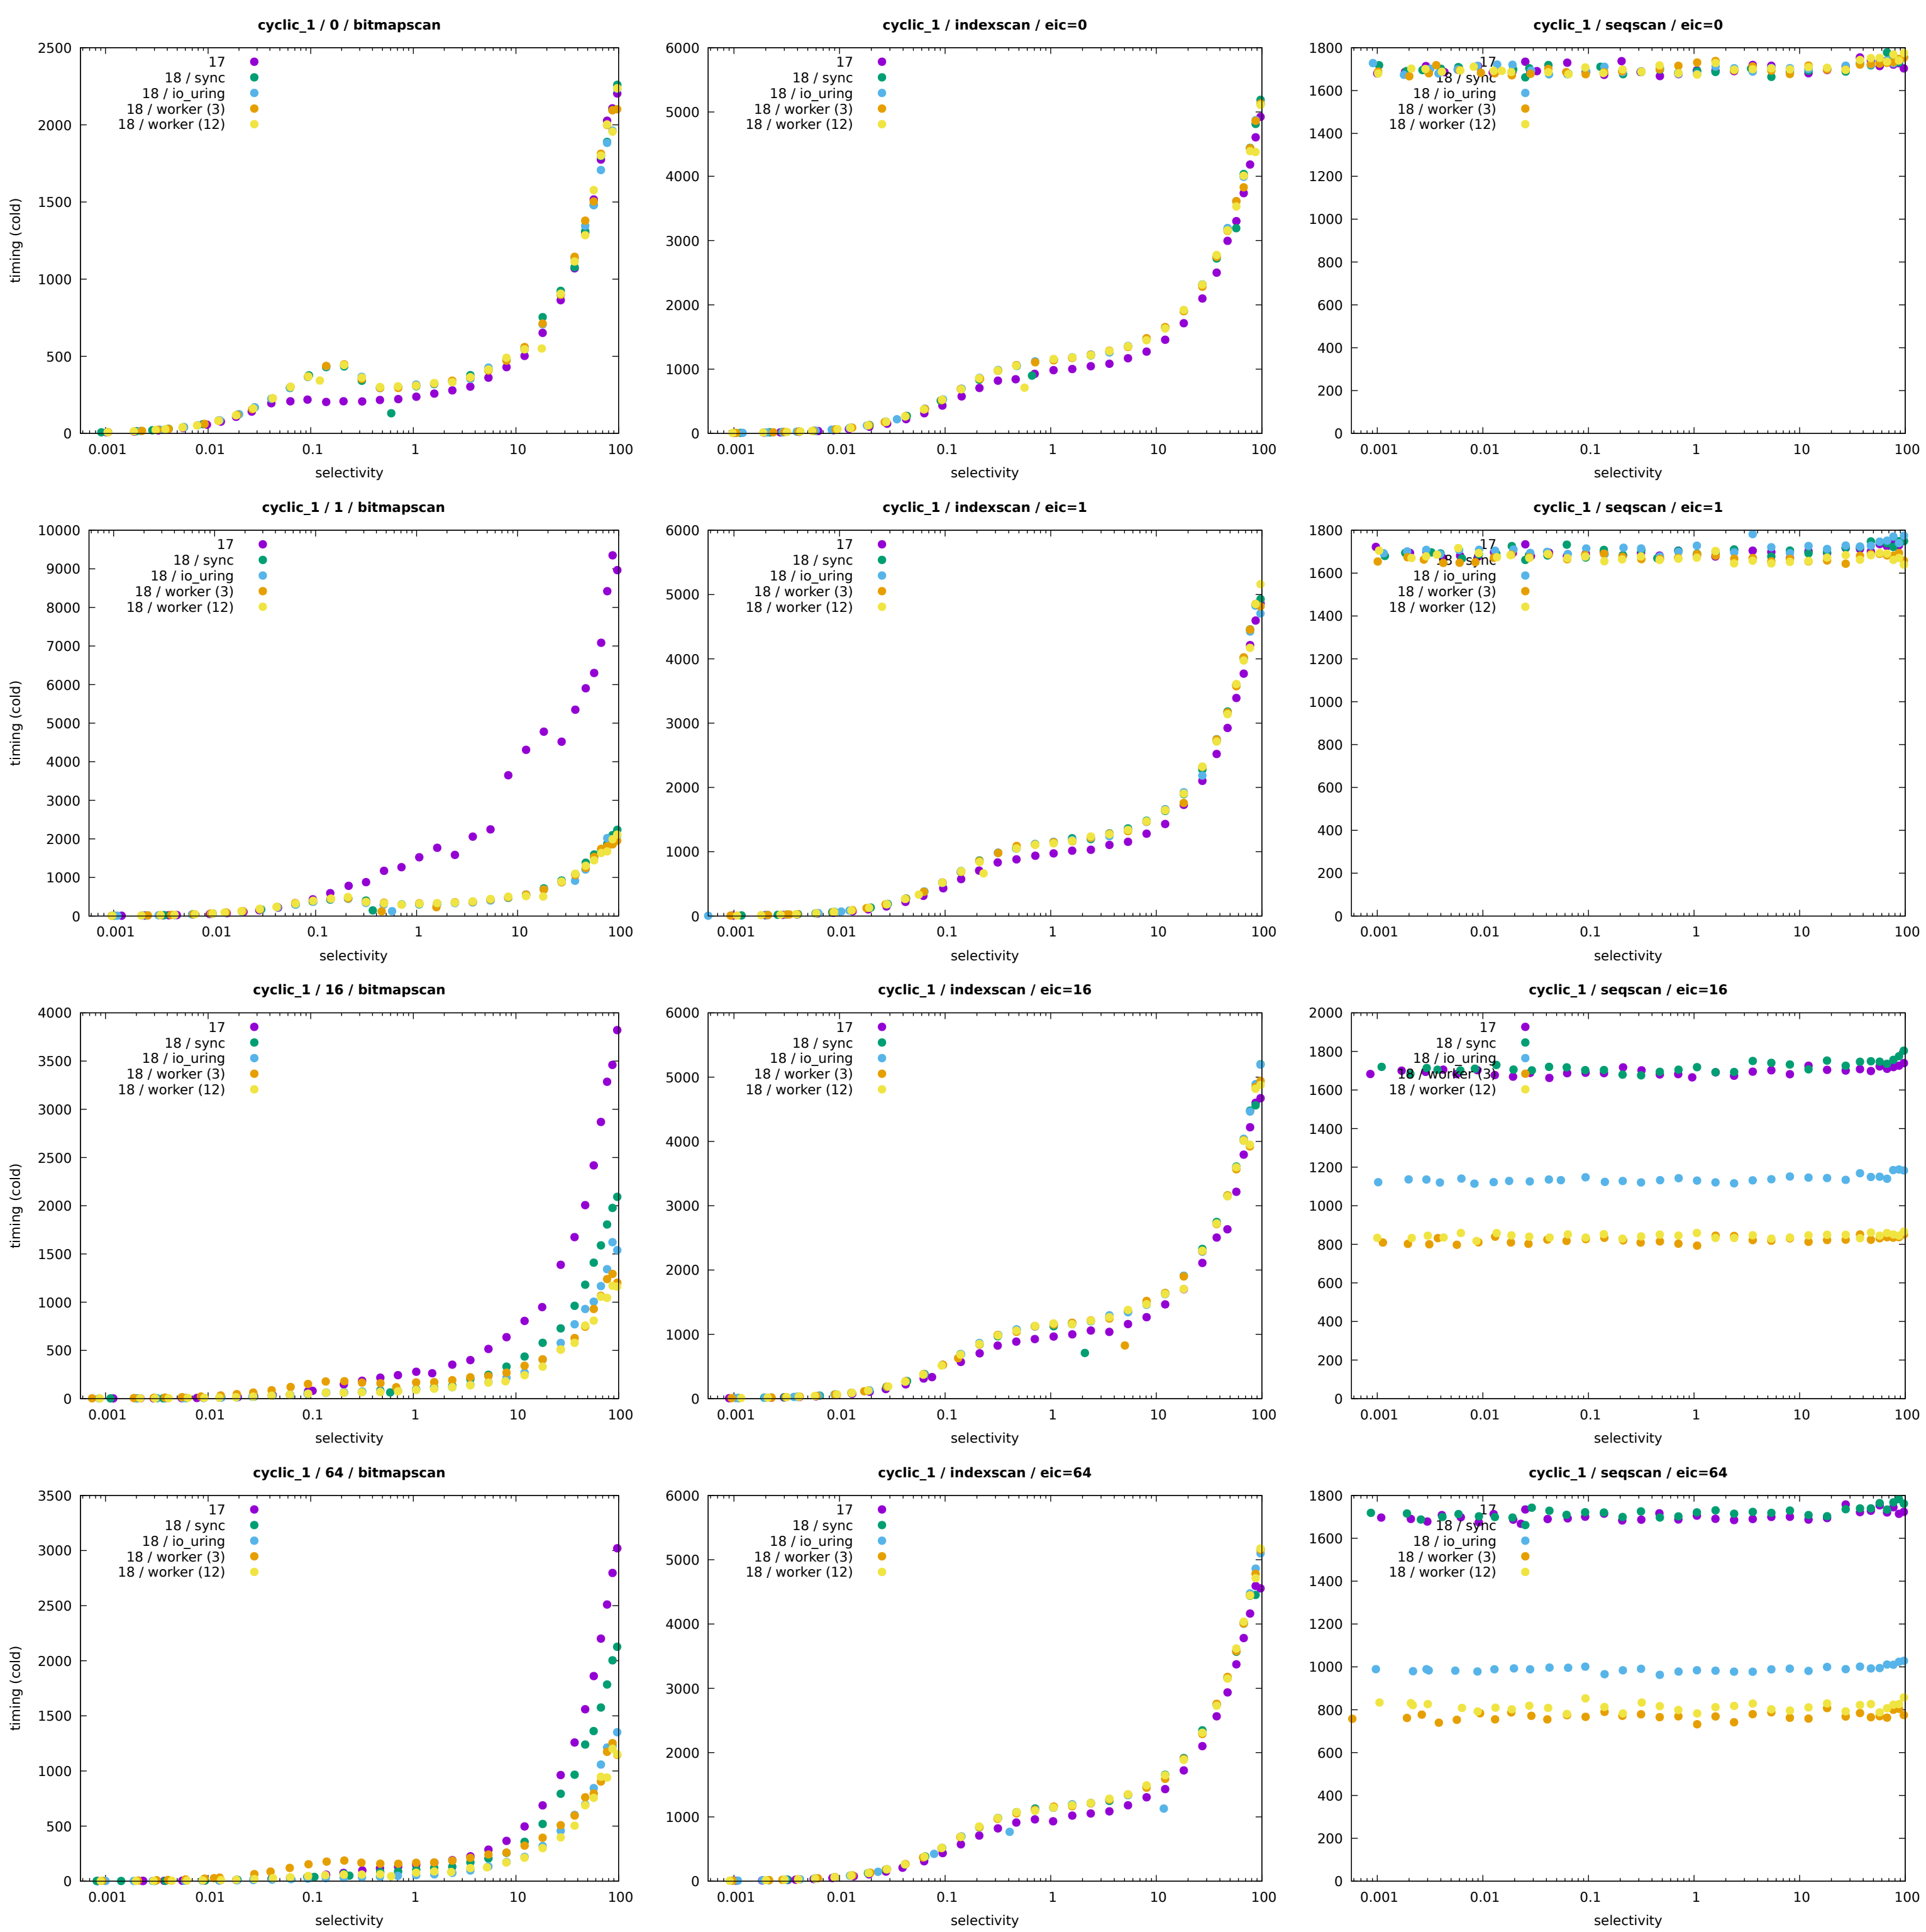 cyclic_1 / 0 / bitmapscan
2500
2000
1500
1000
500
0
0.001 0.01 0.1 1 10 100
timing (cold)
selectivity
17
18 / sync
18 / io_uring
18 / worker (3)
18 / worker (12)
cyclic_1 / indexscan / eic=0
6000
5000
4000
3000
2000
1000
0
0.001 0.01 0.1 1 10 100
selectivity
17
18 / sync
18 / io_uring
18 / worker (3)
18 / worker (12)
cyclic_1 / seqscan / eic=0
1800
1600
1400
1200
1000
800
600
400
200
0
0.001 0.01 0.1 1 10 100
selectivity
17
18 / sync
18 / io_uring
18 / worker (3)
18 / worker (12)
cyclic_1 / 1 / bitmapscan
10000
9000
8000
7000
6000
5000
4000
3000
2000
1000
0
0.001 0.01 0.1 1 10 100
timing (cold)
selectivity
17
18 / sync
18 / io_uring
18 / worker (3)
18 / worker (12)
cyclic_1 / indexscan / eic=1
6000
5000
4000
3000
2000
1000
0
0.001 0.01 0.1 1 10 100
selectivity
17
18 / sync
18 / io_uring
18 / worker (3)
18 / worker (12)
cyclic_1 / seqscan / eic=1
1800
1600
1400
1200
1000
800
600
400
200
0
0.001 0.01 0.1 1 10 100
selectivity
17
18 / sync
18 / io_uring
18 / worker (3)
18 / worker (12)
cyclic_1 / 16 / bitmapscan
4000
3500
3000
2500
2000
1500
1000
500
0
0.001 0.01 0.1 1 10 100
timing (cold)
selectivity
17
18 / sync
18 / io_uring
18 / worker (3)
18 / worker (12)
cyclic_1 / indexscan / eic=16
6000
5000
4000
3000
2000
1000
0
0.001 0.01 0.1 1 10 100
selectivity
17
18 / sync
18 / io_uring
18 / worker (3)
18 / worker (12)
cyclic_1 / seqscan / eic=16
2000
1800
1600
1400
1200
1000
800
600
400
200
0
0.001 0.01 0.1 1 10 100
selectivity
17
18 / sync
18 / io_uring
18 / worker (3)
18 / worker (12)
cyclic_1 / 64 / bitmapscan
3500
3000
2500
2000
1500
1000
500
0
0.001 0.01 0.1 1 10 100
timing (cold)
selectivity
17
18 / sync
18 / io_uring
18 / worker (3)
18 / worker (12)
cyclic_1 / indexscan / eic=64
6000
5000
4000
3000
2000
1000
0
0.001 0.01 0.1 1 10 100
selectivity
17
18 / sync
18 / io_uring
18 / worker (3)
18 / worker (12)
cyclic_1 / seqscan / eic=64
1800
1600
1400
1200
1000
800
600
400
200
0
0.001 0.01 0.1 1 10 100
selectivity
17
18 / sync
18 / io_uring
18 / worker (3)
18 / worker (12)